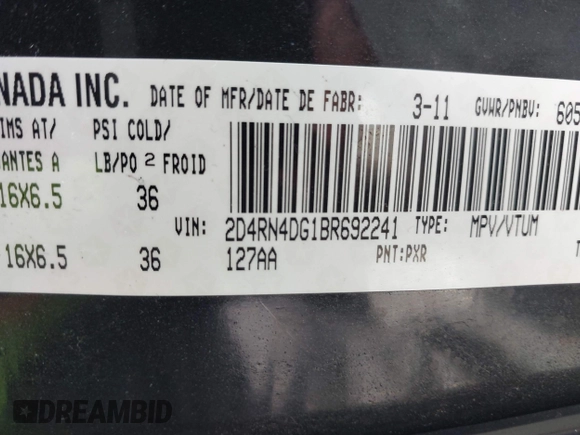 NADA INC. DATE OF MFR/DATE DE FABR: 3-11 GVWR/PNBV: 605
IMS AT/ PSI COLD/
ANTES A LB/PO 2 FROID
16X6.5 36
VIN: 2D4RN4DG1BR692241 TYPE: MPV/VTUM
16X6.5 36 127AA PNT:PXR T
DREAMBID